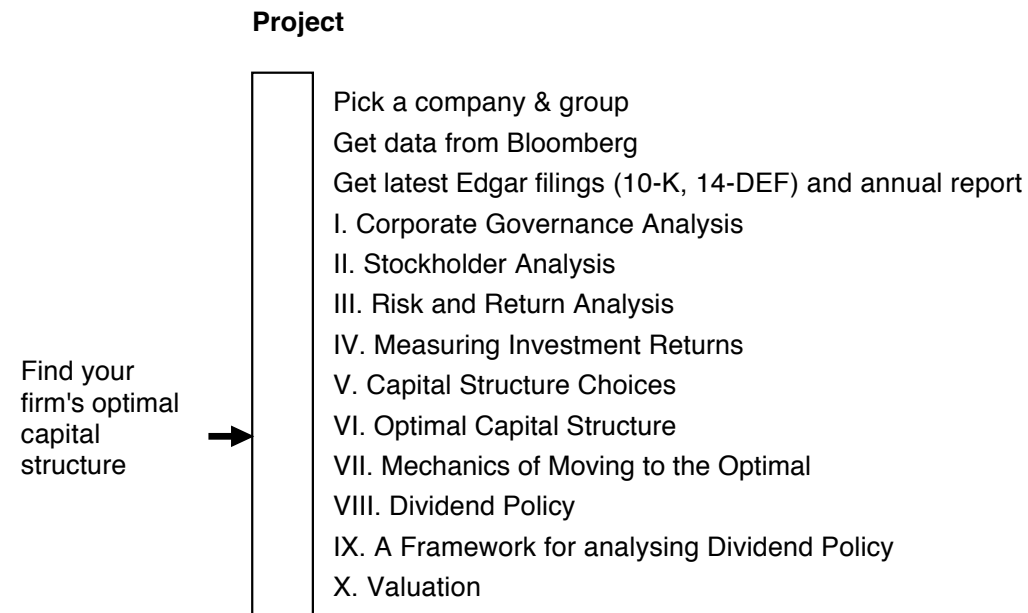 Project
Pick a company & group
Get data from Bloomberg
Get latest Edgar filings (10-K, 14-DEF) and annual report
I. Corporate Governance Analysis
II. Stockholder Analysis
III. Risk and Return Analysis
IV. Measuring Investment Returns
V. Capital Structure Choices
VI. Optimal Capital Structure
VII. Mechanics of Moving to the Optimal
VIII. Dividend Policy
IX. A Framework for analysing Dividend Policy
X. Valuation
Find your
firm's optimal
capital
structure